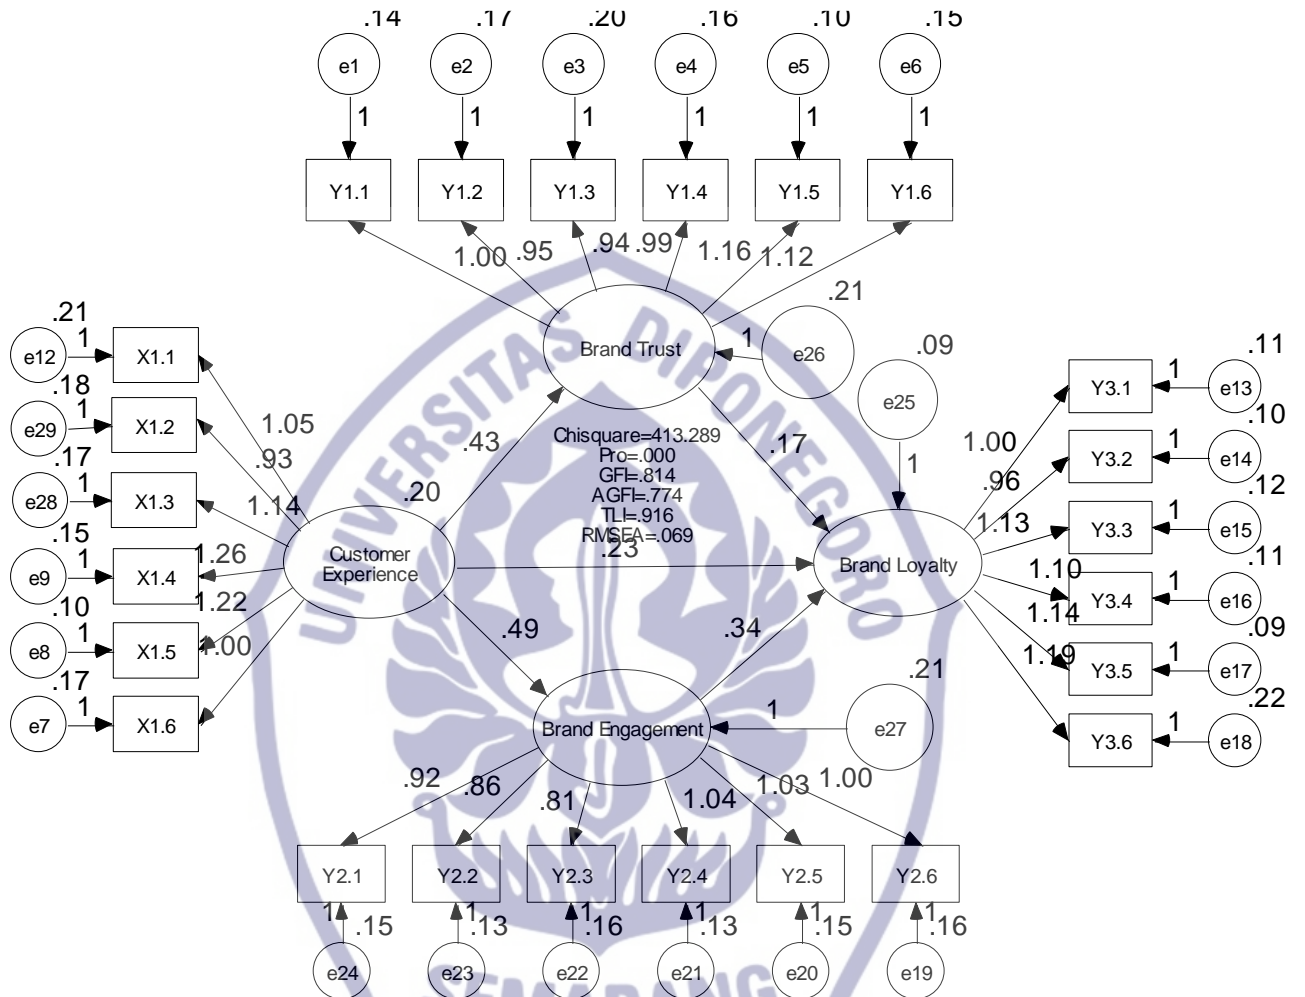 .14 .17 .20 .16 .10 .15
e1 e2 e3 e4 e5 e6
1 1 1 1 1 1
Y1.1 Y1.2 Y1.3 Y1.4 Y1.5 Y1.6
1.00 .95 .94 .99 1.16 1.12
.21
Brand Trust
1
e26
.09
e25
1
UNIVERSITAS DIPONEGORO
.21
e12 1 X1.1
.18
e29 1 X1.2
.17
e28 1 X1.3
.15
e9 1 X1.4
.10
e8 1 X1.5
.17
e7 1 X1.6
1.05
.93
1.14
1.26
1.22
1.00
.20
Customer
Experience
.43
Chisquare=413.289
Pro=.000
GFI=.814
AGFI=.774
TLI=.916
RMSEA=.069
.23
.17
.49
.34
Brand Loyalty
1.00
.96
1.13
1.10
1.14
1.19
.11
Y3.1 1 e13
.10
Y3.2 1 e14
.12
Y3.3 1 e15
.11
Y3.4 1 e16
.09
Y3.5 1 e17
.22
Y3.6 1 e18
Brand Engagement
1
.21
e27
.92 .86 .81 1.04 1.03 1.00
Y2.1 Y2.2 Y2.3 Y2.4 Y2.5 Y2.6
1 1 1 1 1 1
.15 .13 .16 .13 .15 .16
e24 e23 e22 e21 e20 e19
SEMARANG